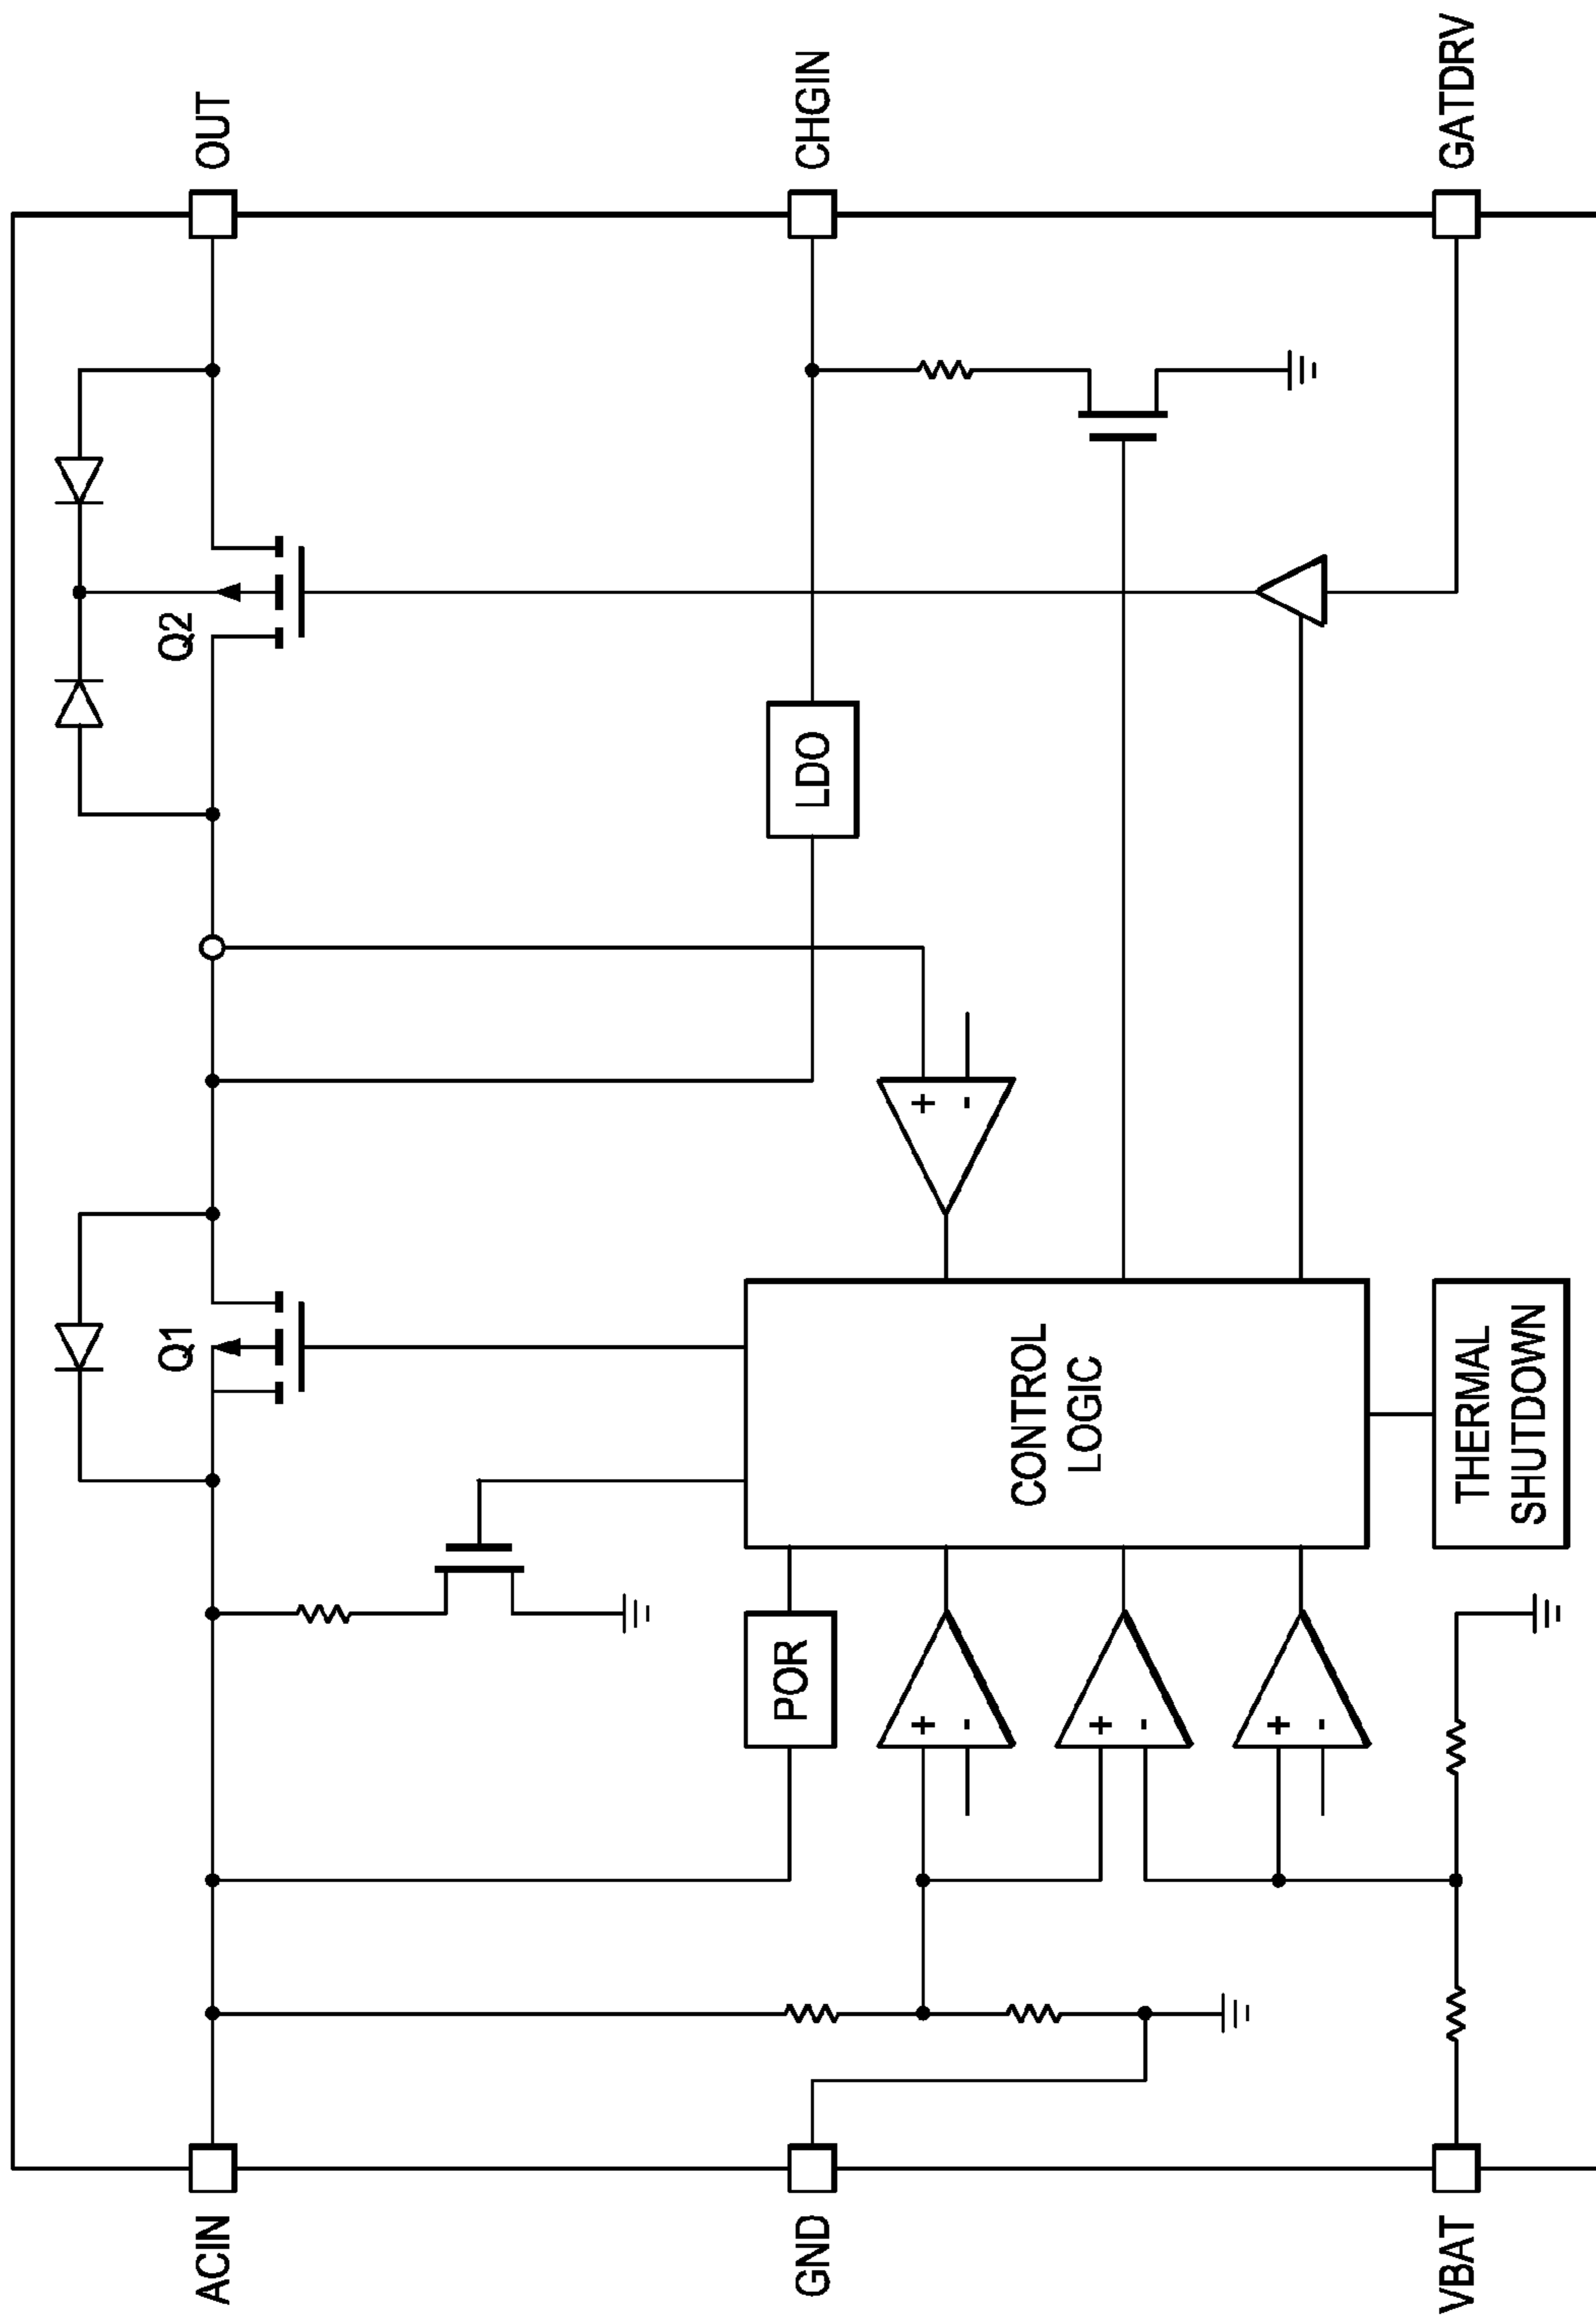 ACIN
GND
VBAT
OUT
CHGIN
GATDRV
Q1
Q2
POR
LDO
CONTROL
LOGIC
THERMAL
SHUTDOWN
+
-
+
-
+
-
+
-